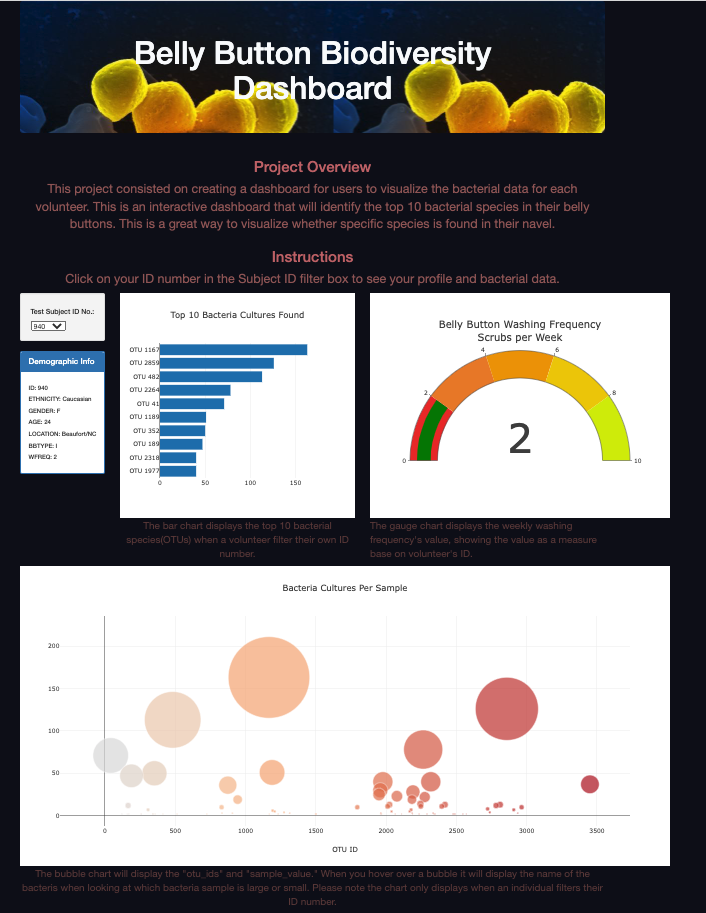 Belly Button Biodiversity
Dashboard
Project Overview
This project consisted on creating a dashboard for users to visualize the bacterial data for each
volunteer. This is an interactive dashboard that will identify the top 10 bacterial species in their belly
buttons. This is a great way to visualize whether specific species is found in their navel.
Instructions
Click on your ID number in the Subject ID filter box to see your profile and bacterial data.
Test Subject ID No.:
940
Demographic Info
ID: 940
ETHNICITY: Caucasian
GENDER: F
AGE: 24
LOCATION: Beaufort/NC
BBTYPE: I
WFREQ: 2
Top 10 Bacteria Cultures Found
OTU 1167
OTU 2859
OTU 482
OTU 2264
OTU 41
OTU 1189
OTU 352
OTU 189
OTU 2318
OTU 1977
0 50 100 150
Belly Button Washing Frequency
Scrubs per Week
0 2 4 6 8 10
2
The bar chart displays the top 10 bacterial
species(OTUs) when a volunteer filter their own ID
number.
The gauge chart displays the weekly washing
frequency's value, showing the value as a measure
base on volunteer's ID.
Bacteria Cultures Per Sample
200
150
100
50
0
0 500 1000 1500 2000 2500 3000 3500
OTU ID
The bubble chart will display the "otu_ids" and "sample_value." When you hover over a bubble it will display the name of the
bacteris when looking at which bacteria sample is large or small. Please note the chart only displays when an individual filters their
ID number.